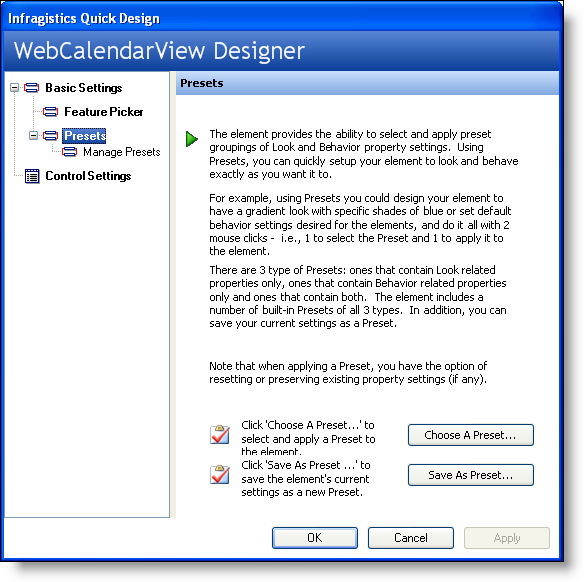 Infragistics Quick Design
WebCalendarView Designer
Basic Settings
Feature Picker
Presets
Manage Presets
Control Settings
Presets
The element provides the ability to select and apply preset
groupings of Look and Behavior property settings.  Using
Presets, you can quickly setup your element to look and behave
exactly as you want it to.
For example, using Presets you could design your element to
have a gradient look with specific shades of blue or set default
behavior settings desired for the elements, and do it all with 2
mouse clicks -  i.e., 1 to select the Preset and 1 to apply it to
the element.
There are 3 type of Presets: ones that contain Look related
properties only, ones that contain Behavior related properties
only and ones that contain both.  The element includes a
number of built-in Presets of all 3 types.  In addition, you can
save your current settings as a Preset.
Note that when applying a Preset, you have the option of
resetting or preserving existing property settings (if any).
Click 'Choose A Preset...' to
select and apply a Preset to
the element.
Choose A Preset...
Click 'Save As Preset ...' to
save the element's current
settings as a new Preset.
Save As Preset...
OK
Cancel
Apply